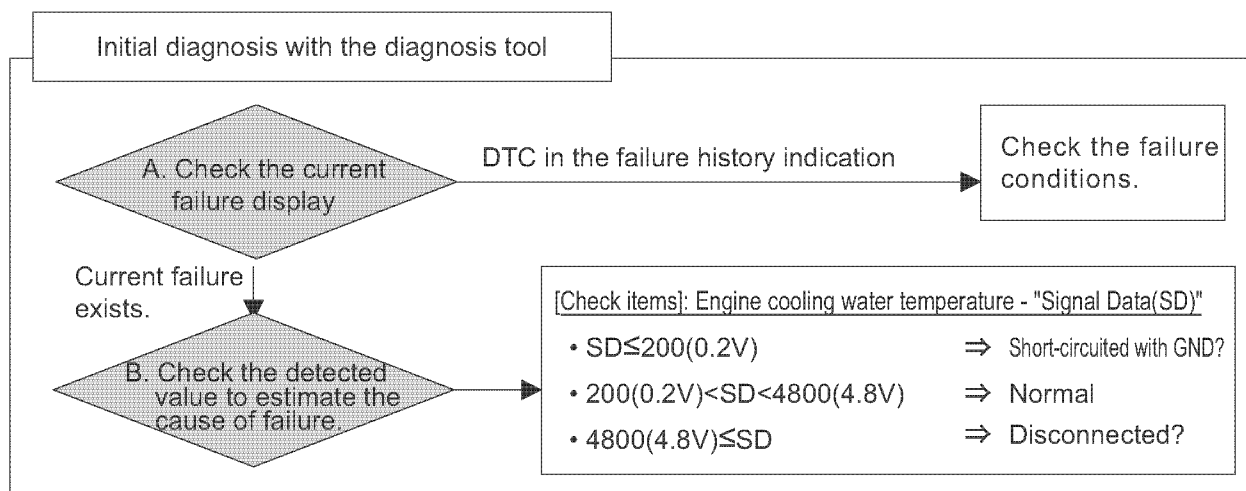 Initial diagnosis with the diagnosis tool
A. Check the current
failure display
DTC in the failure history indication
Check the failure
conditions.
Current failure
exists.
B. Check the detected
value to estimate the
cause of failure.
[Check items]: Engine cooling water temperature - "Signal Data(SD)"
• SD≤200(0.2V) ⇒ Short-circuited with GND?
• 200(0.2V)<SD<4800(4.8V) ⇒ Normal
• 4800(4.8V)≤SD ⇒ Disconnected?